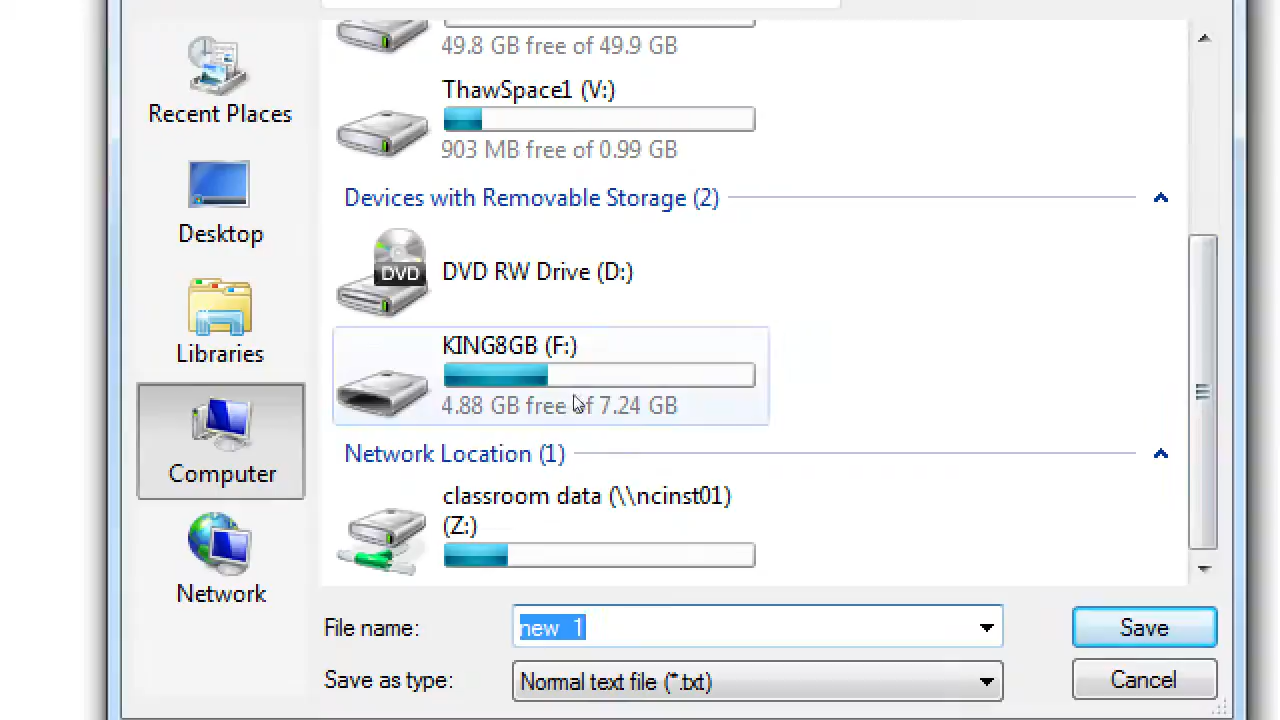 49.8 GB free of 49.9 GB
Recent Places
ThawSpace1 (V:)
903 MB free of 0.99 GB
Devices with Removable Storage (2)
Desktop
DVD
DVD RW Drive (D:)
Libraries
KING8GB (F:)
4.88 GB free of 7.24 GB
Computer
Network Location (1)
classroom data (\\ncinst01)
(Z:)
Network
File name:
new  1
Save
Save as type:
Normal text file (*.txt)
Cancel